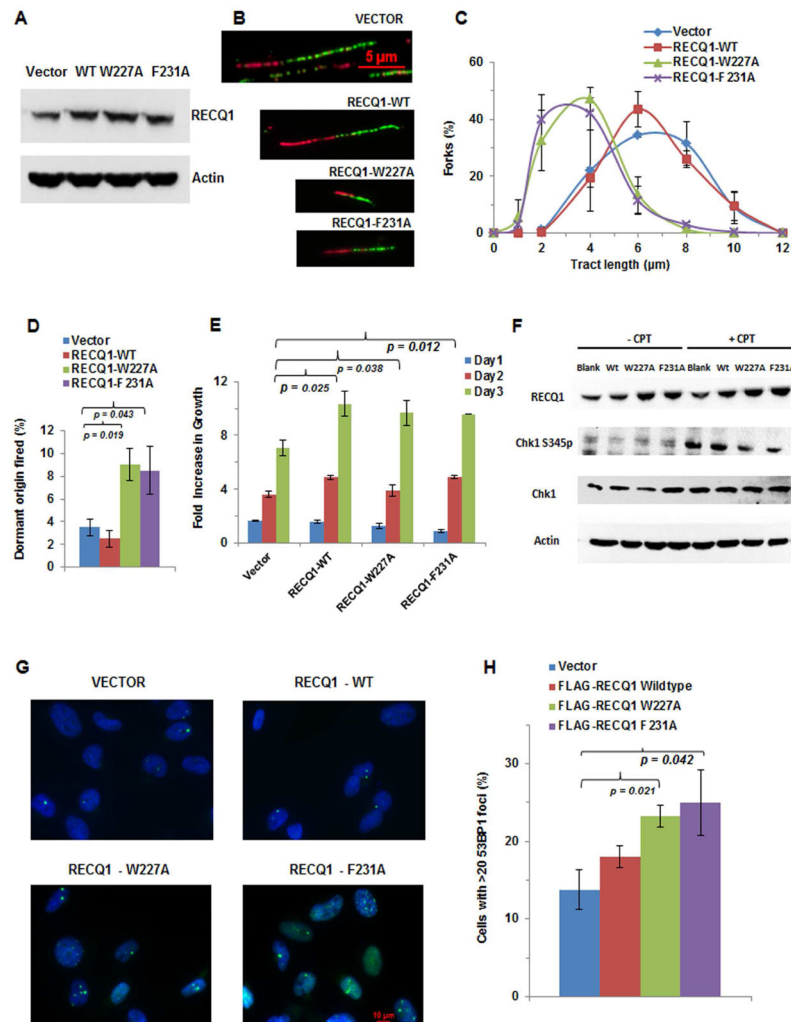 A
Vector WT W227A F231A
RECQ1
Actin
B
VECTOR
5 µm
RECQ1-WT
RECQ1-W227A
RECQ1-F231A
C
Vector
RECQ1-WT
RECQ1-W227A
RECQ1-F231A
Forks (%)
60
40
20
0
0 2 4 6 8 10 12
Tract length (µm)
D
Vector
RECQ1-WT
RECQ1-W227A
RECQ1-F231A
p = 0.043
p = 0.019
Dormant origin fired (%)
12
10
8
6
4
2
0
E
p = 0.012
p = 0.038
p = 0.025
Day1
Day2
Day3
Fold Increase in Growth
12
9
6
3
0
Vector
RECQ1-WT
RECQ1-W227A
RECQ1-F231A
F
- CPT + CPT
Blank Wt W227A F231A Blank Wt W227A F231A
RECQ1
Chk1 S345p
Chk1
Actin
G
VECTOR
RECQ1 - WT
RECQ1 - W227A
RECQ1 - F231A
10 µm
H
Vector
FLAG-RECQ1 Wildtype
FLAG-RECQ1 W227A
FLAG-RECQ1 F231A
p = 0.042
p = 0.021
Cells with >20 53BP1 foci (%)
30
20
10
0